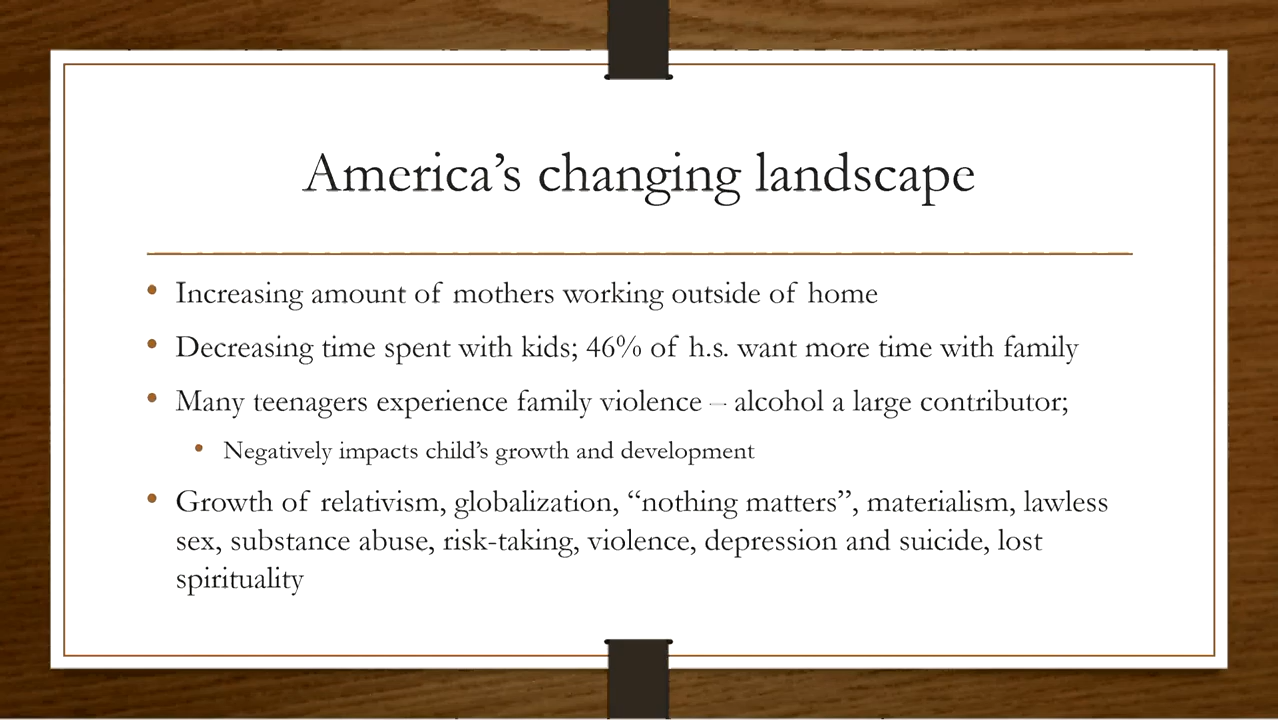 America’s changing landscape
• Increasing amount of mothers working outside of home
• Decreasing time spent with kids; 46% of h.s. want more time with family
• Many teenagers experience family violence – alcohol a large contributor;
• Negatively impacts child’s growth and development
• Growth of relativism, globalization, “nothing matters”, materialism, lawless
sex, substance abuse, risk-taking, violence, depression and suicide, lost
spirituality